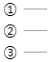 ①
②
③